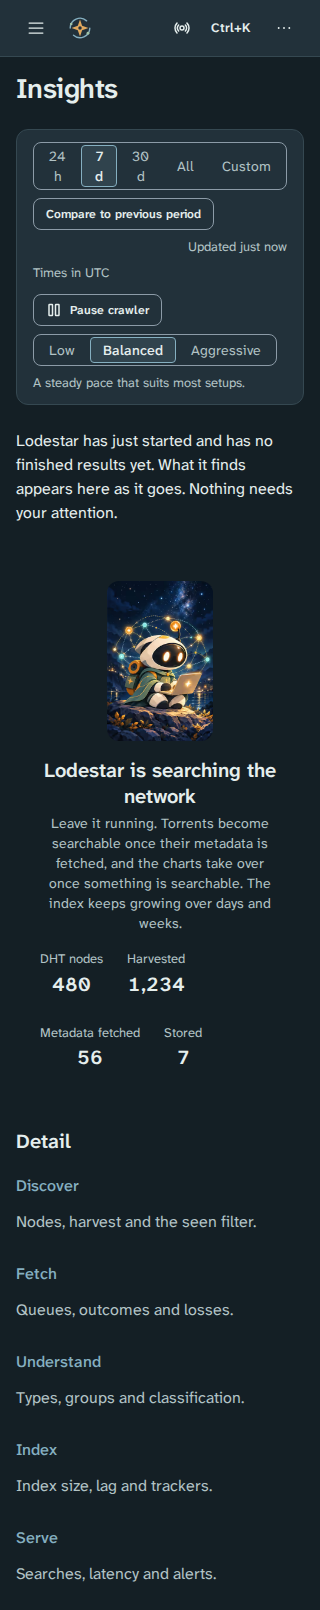 Ctrl+K
Insights
24 h
7 d
30 d
All
Custom
Compare to previous period
Updated just now
Times in UTC
Pause crawler
Low
Balanced
Aggressive
A steady pace that suits most setups.
Lodestar has just started and has no
finished results yet. What it finds
appears here as it goes. Nothing needs
your attention.
Lodestar is searching the
network
Leave it running. Torrents become
searchable once their metadata is
fetched, and the charts take over
once something is searchable. The
index keeps growing over days and
weeks.
DHT nodes
480
Harvested
1,234
Metadata fetched
56
Stored
7
Detail
Discover
Nodes, harvest and the seen filter.
Fetch
Queues, outcomes and losses.
Understand
Types, groups and classification.
Index
Index size, lag and trackers.
Serve
Searches, latency and alerts.